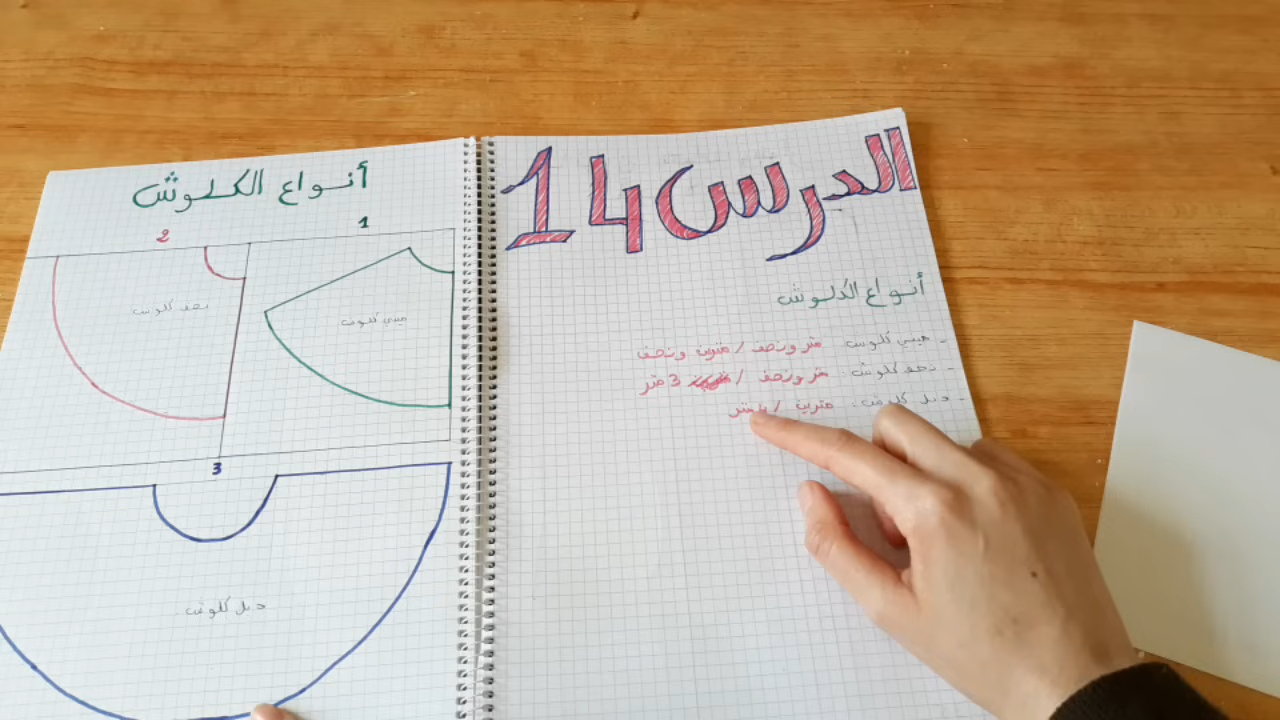 الدرس 14
أنواع الكلوش
- ميني كلوش: متر ونصف / مترين ونصف
- نصف كلوش: متر ونصف / 3 متر
- دبل كلوش: مترين /
أنواع الكلوش
1
2
ميني كلوش
نصف كلوش
3
دبل كلوش